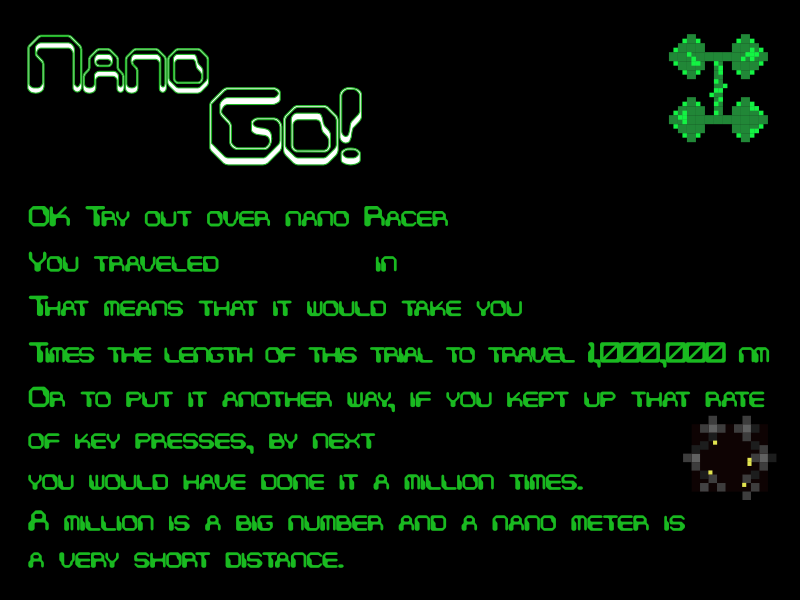 Nano
Go!
OK Try out over nano Racer
You traveled in
That means that it would take you
Times the length of this trial to travel 1,000,000 nm
Or to put it another way, if you kept up that rate
of key presses, by next
you would have done it a million times.
A million is a big number and a nano meter is
a very short distance.